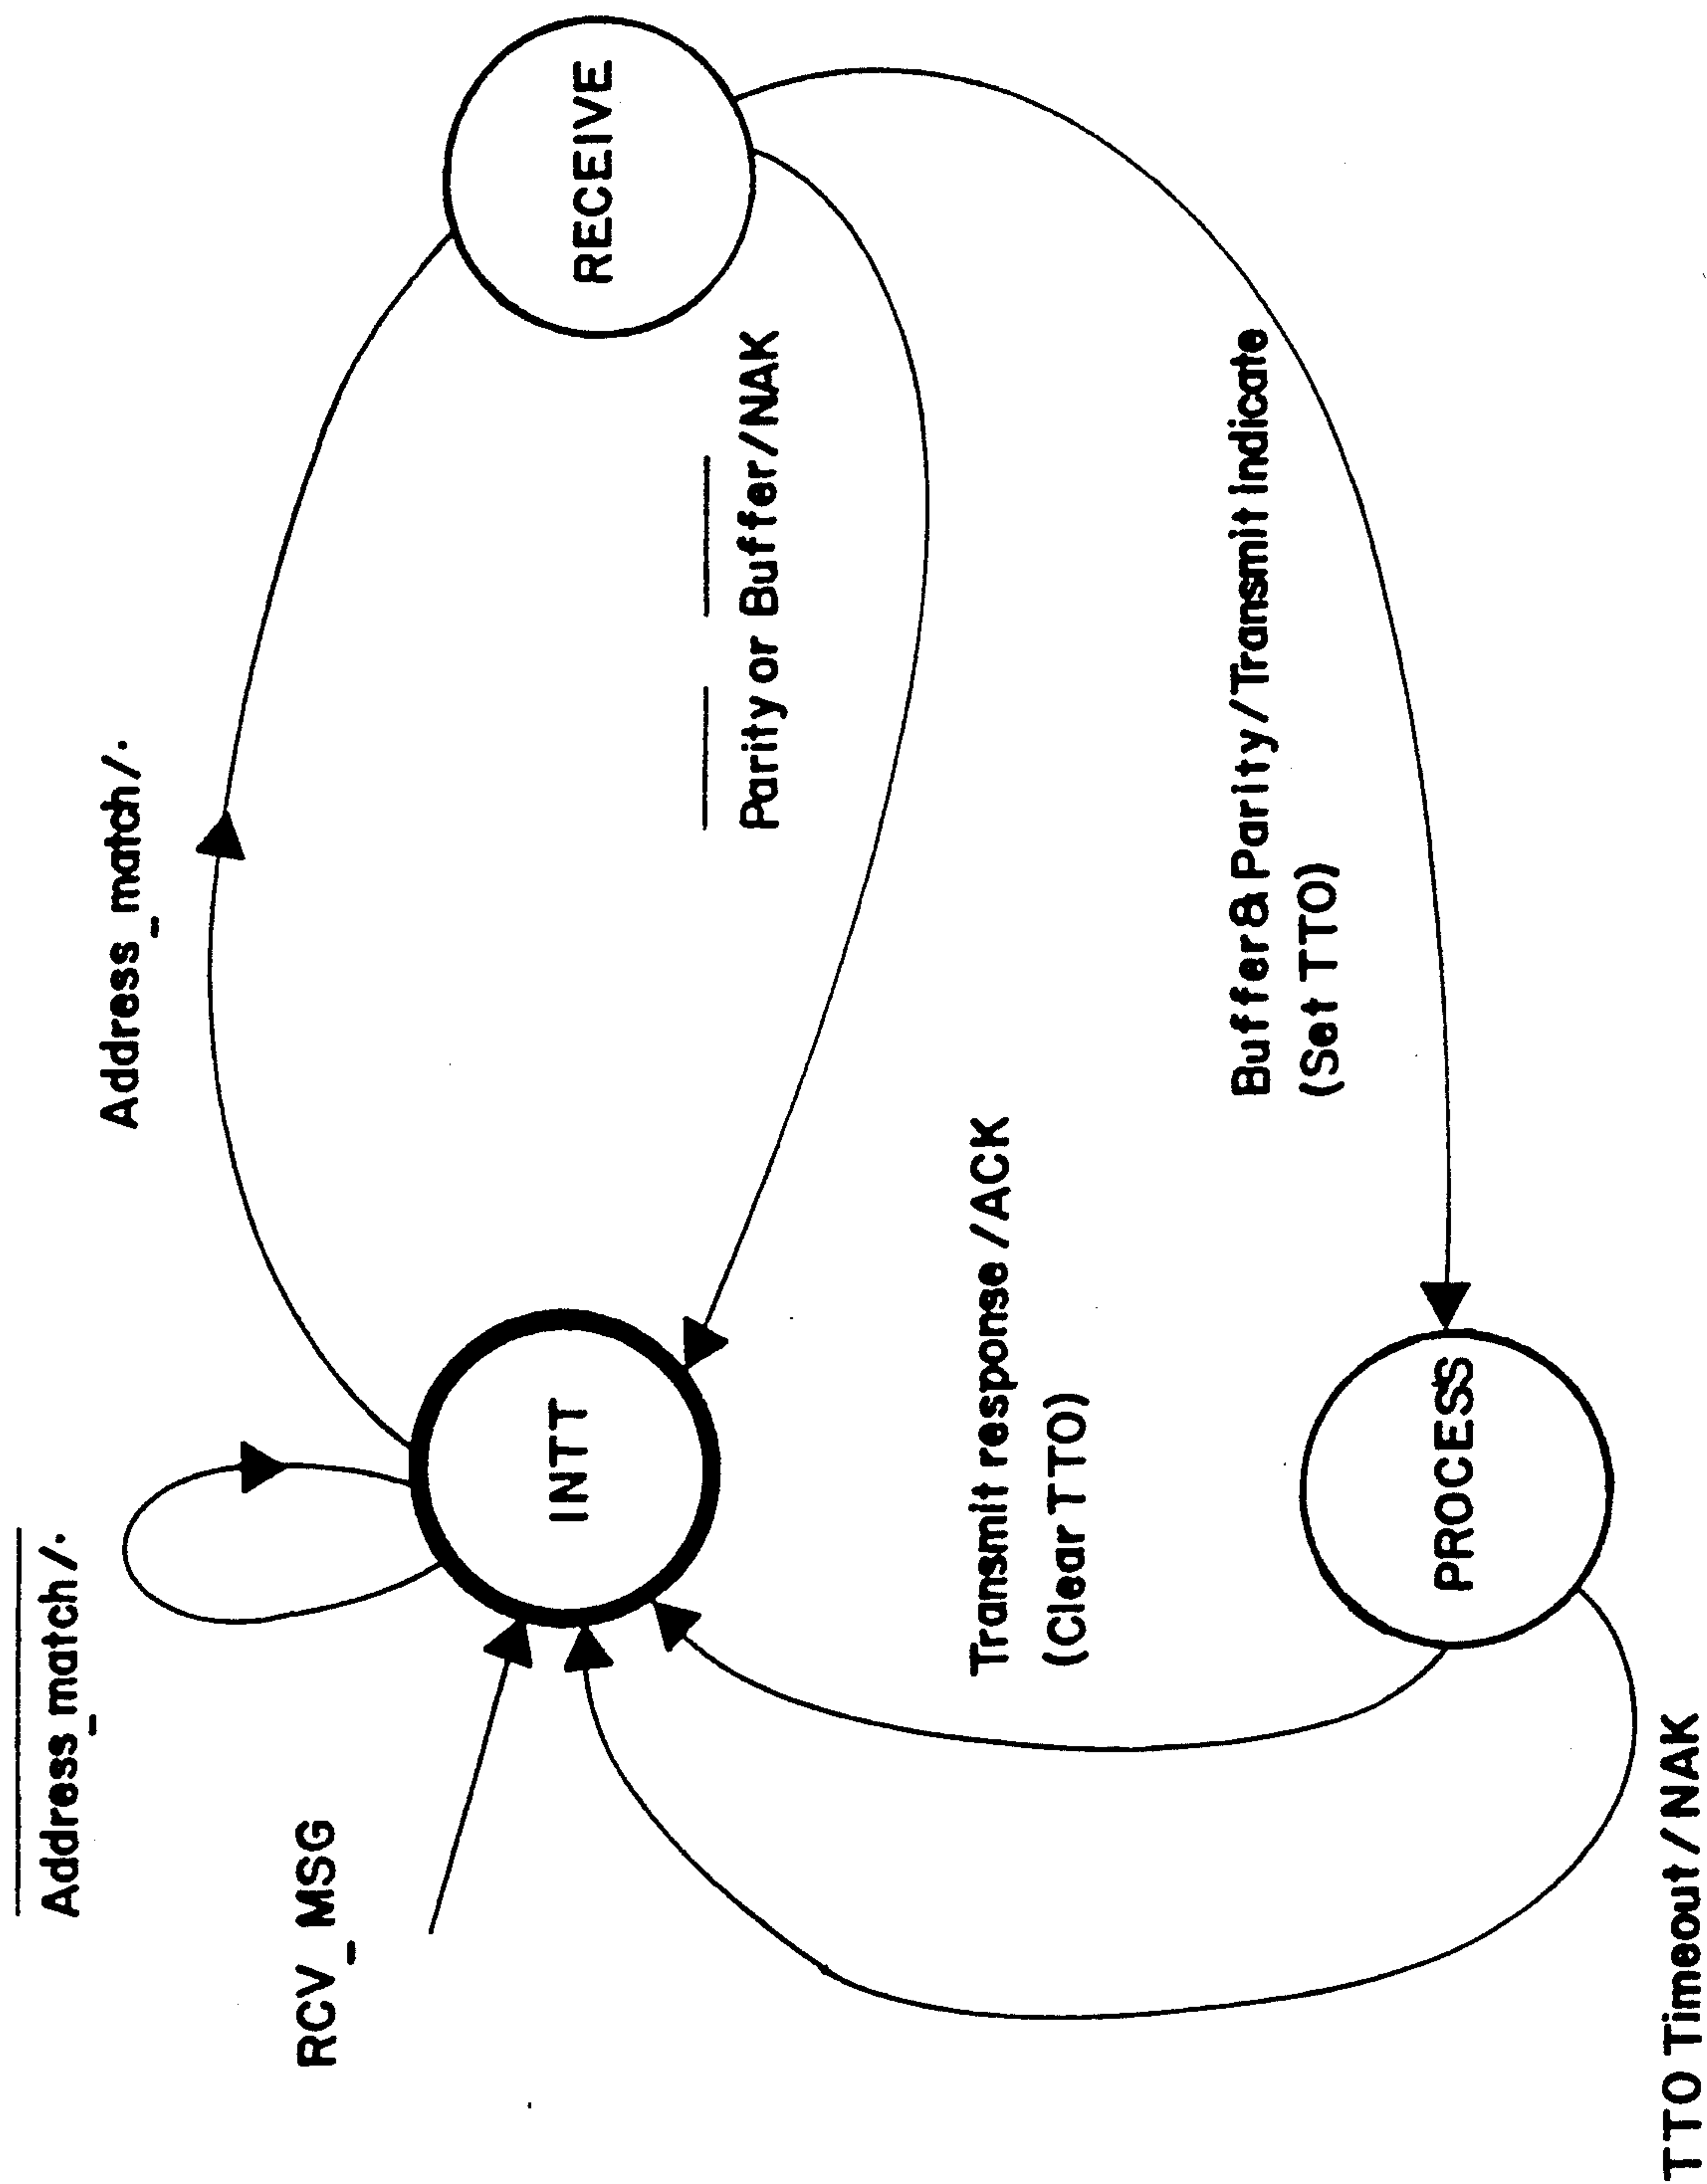 Address_match/.
Address_match/.
RCV_MSG
INTT
RECEIVE
Parity or Buffer/NAK
Transmit response/ACK
(Clear TTO)
Buffer & Parity/Transmit Indicate
(Set TTO)
PROCESS
TTO Timeout/NAK